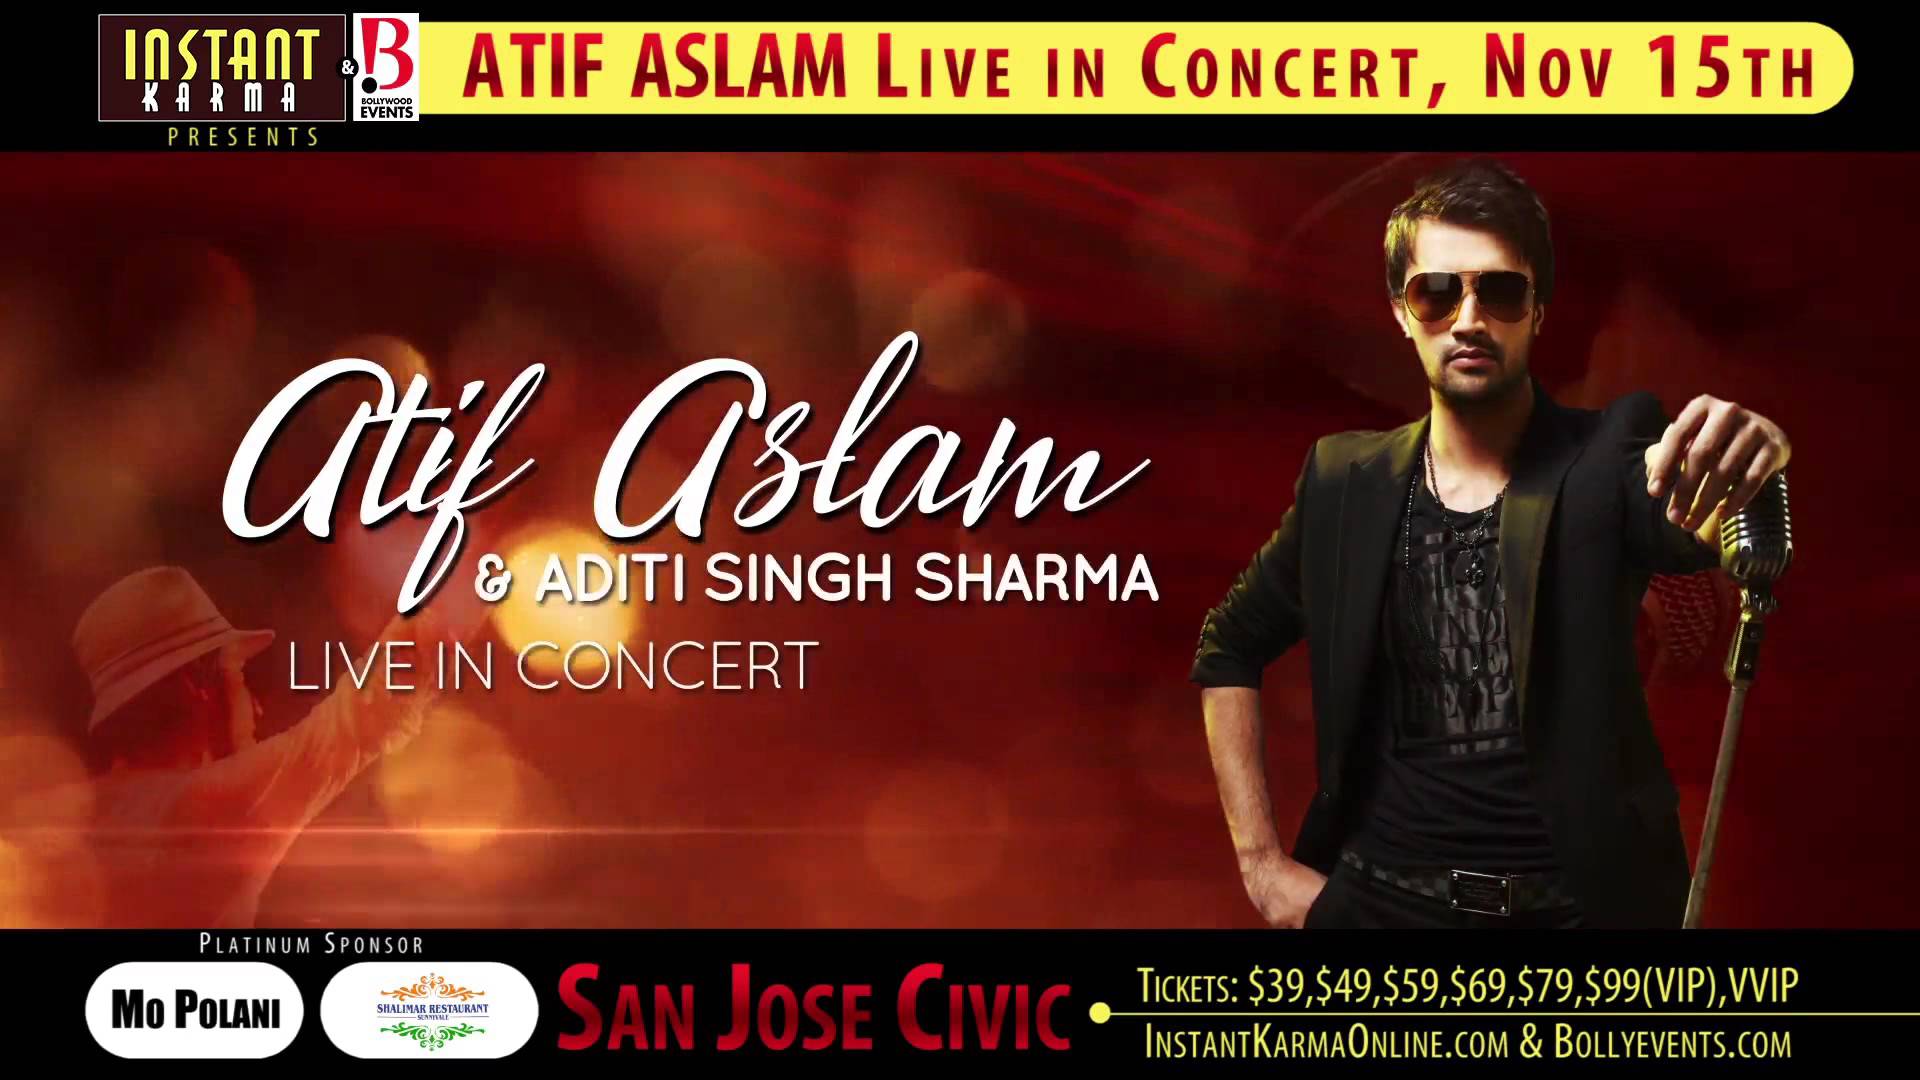 INSTANT
KARMA
&
B
BOLLYWOOD
EVENTS
PRESENTS
ATIF ASLAM LIVE IN CONCERT, NOV 15TH
Atif Aslam
& ADITI SINGH SHARMA
LIVE IN CONCERT
PLATINUM SPONSOR
MO POLANI
SHALIMAR RESTAURANT
SUNNYVALE
SAN JOSE CIVIC
TICKETS: $39,$49,$59,$69,$79,$99(VIP),VVIP
INSTANTKARMAONLINE.COM & BOLLYEVENTS.COM